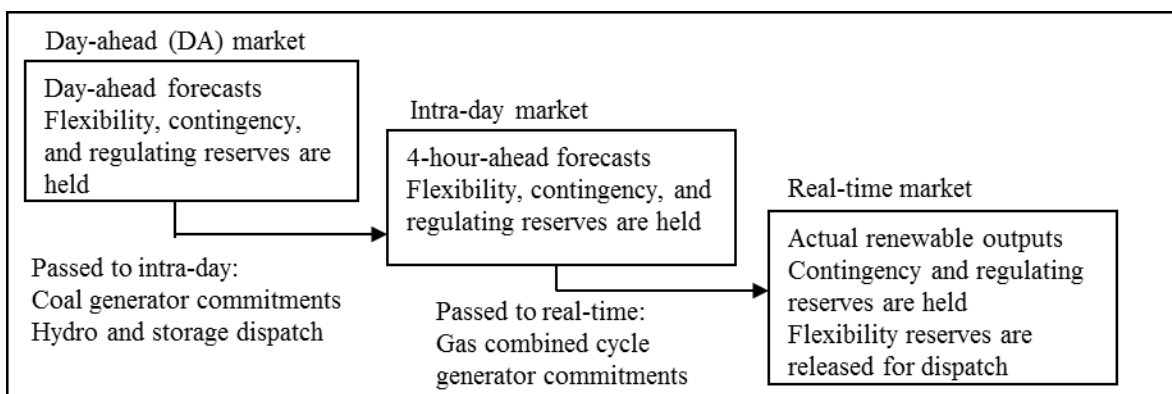 Day-ahead (DA) market
Day-ahead forecasts
Flexibility, contingency,
and regulating reserves are
held
Passed to intra-day:
Coal generator commitments
Hydro and storage dispatch
Intra-day market
4-hour-ahead forecasts
Flexibility, contingency, and
regulating reserves are held
Passed to real-time:
Gas combined cycle
generator commitments
Real-time market
Actual renewable outputs
Contingency and regulating
reserves are held
Flexibility reserves are
released for dispatch